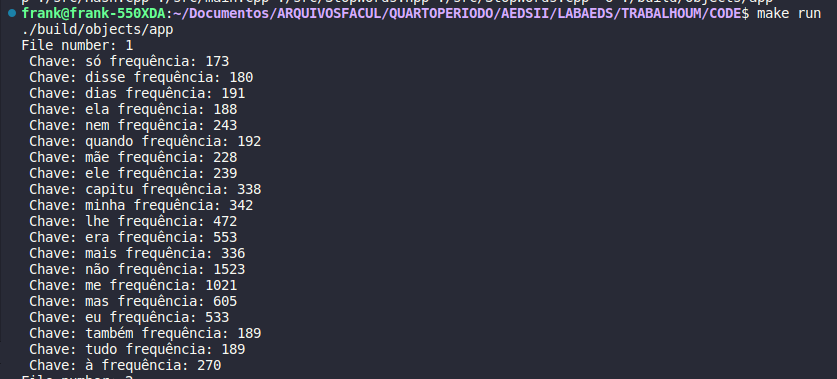 frank@frank-550XDA:~/Documentos/ARQUIVOSFACUL/QUARTOPERIODO/AEDSII/LABAEDS/TRABALHOUM/CODE$ make run
./build/objects/app
File number: 1
Chave: só frequência: 173
Chave: disse frequência: 180
Chave: dias frequência: 191
Chave: ela frequência: 188
Chave: nem frequência: 243
Chave: quando frequência: 192
Chave: mãe frequência: 228
Chave: ele frequência: 239
Chave: capitu frequência: 338
Chave: minha frequência: 342
Chave: lhe frequência: 472
Chave: era frequência: 553
Chave: mais frequência: 336
Chave: não frequência: 1523
Chave: me frequência: 1021
Chave: mas frequência: 605
Chave: eu frequência: 533
Chave: também frequência: 189
Chave: tudo frequência: 189
Chave: à frequência: 270